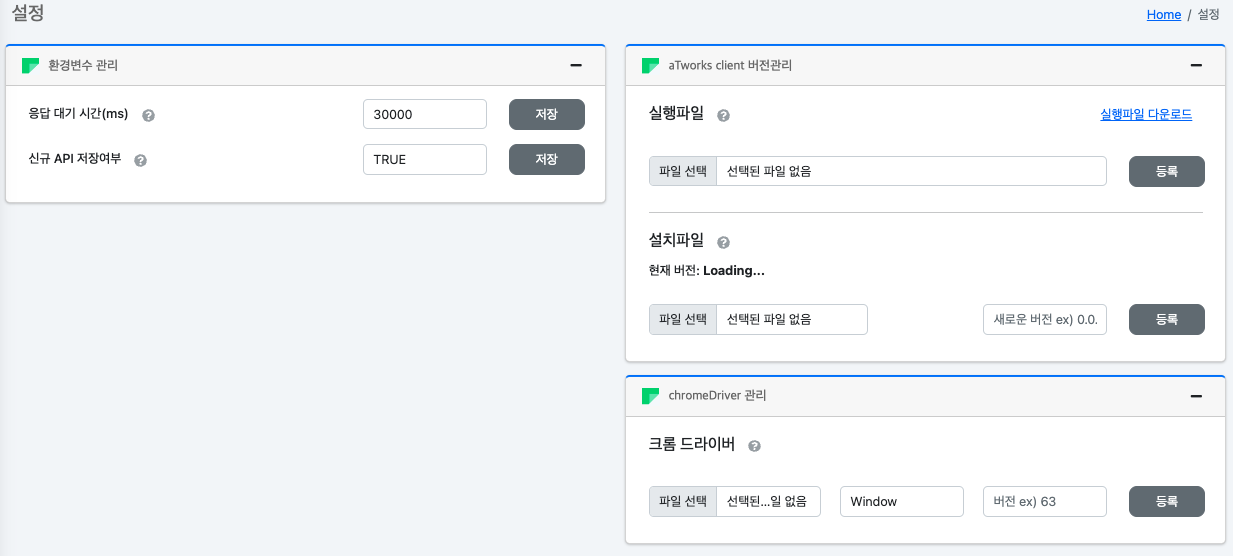 설정
Home / 설정
환경변수 관리
응답 대기 시간(ms) ?
30000
저장
신규 API 저장여부 ?
TRUE
저장
aTworks client 버전관리
실행파일 ?
실행파일 다운로드
파일 선택 선택된 파일 없음
등록
설치파일 ?
현재 버전: Loading...
파일 선택 선택된 파일 없음
새로운 버전 ex) 0.0.
등록
chromeDriver 관리
크롬 드라이버 ?
파일 선택 선택된...일 없음
Window
버전 ex) 63
등록